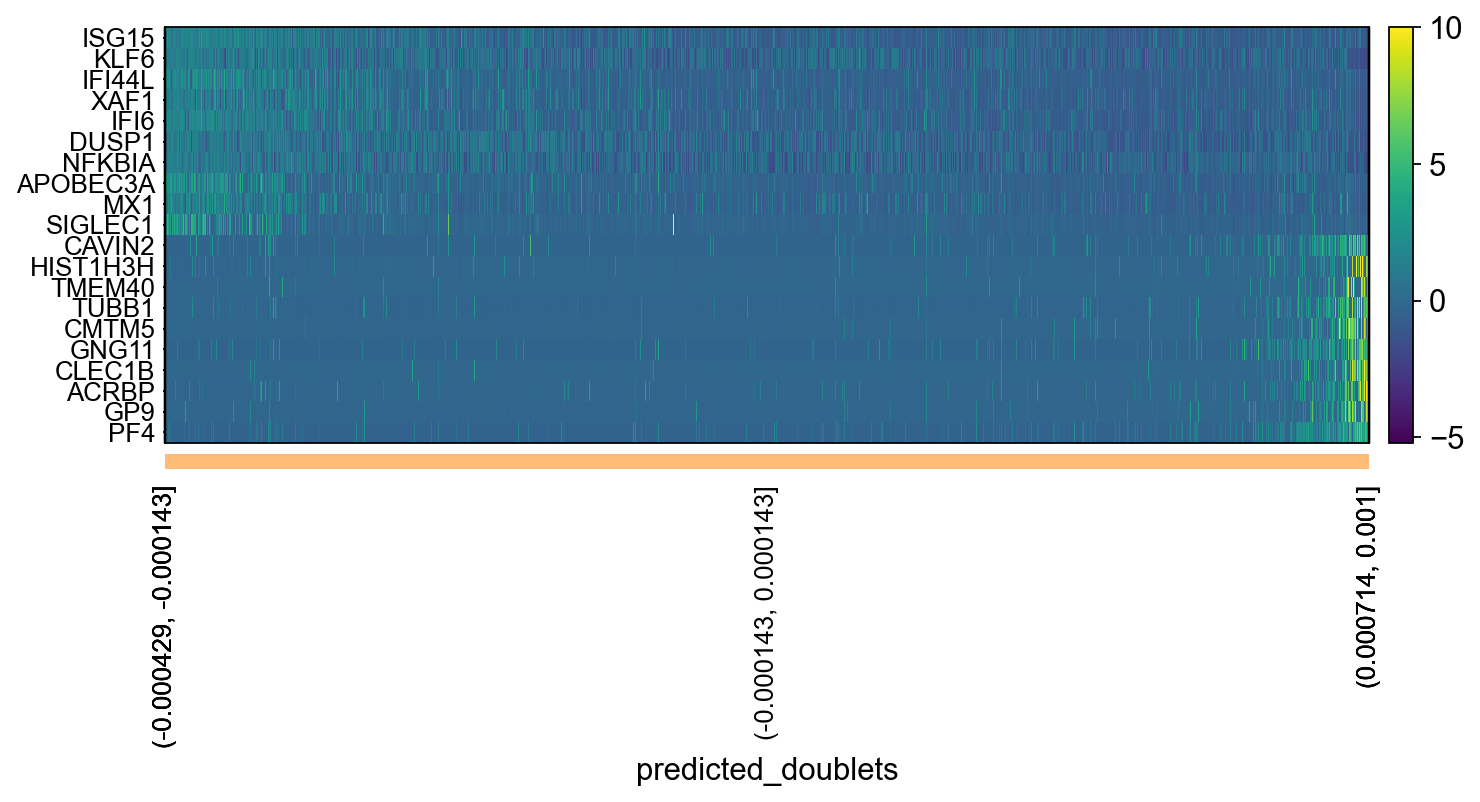 ISG15
KLF6
IFI44L
XAF1
IFI6
DUSP1
NFKBIA
APOBEC3A
MX1
SIGLEC1
CAVIN2
HIST1H3H
TMEM40
TUBB1
CMTM5
GNG11
CLEC1B
ACRBP
GP9
PF4
10
5
0
−5
(-0.000429, -0.000143]
(-0.000143, 0.000143]
(0.000714, 0.001]
predicted_doublets